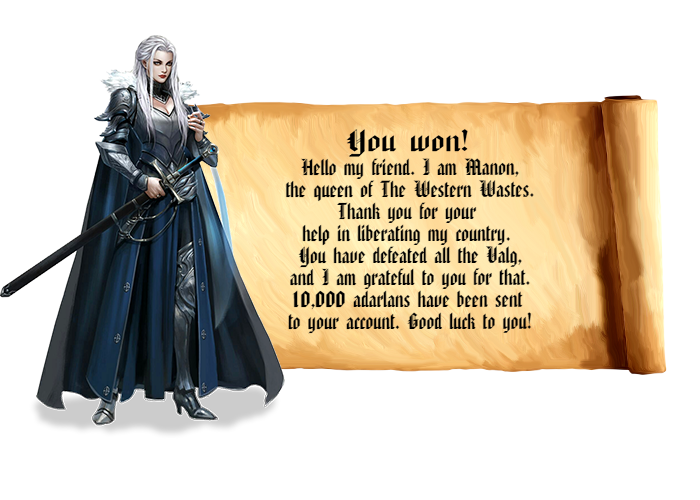 You won!
Hello my friend. I am Manon,
the queen of The Western Wastes.
Thank you for your
help in liberating my country.
You have defeated all the Valg,
and I am grateful to you for that.
10,000 adarlans have been sent
to your account. Good luck to you!